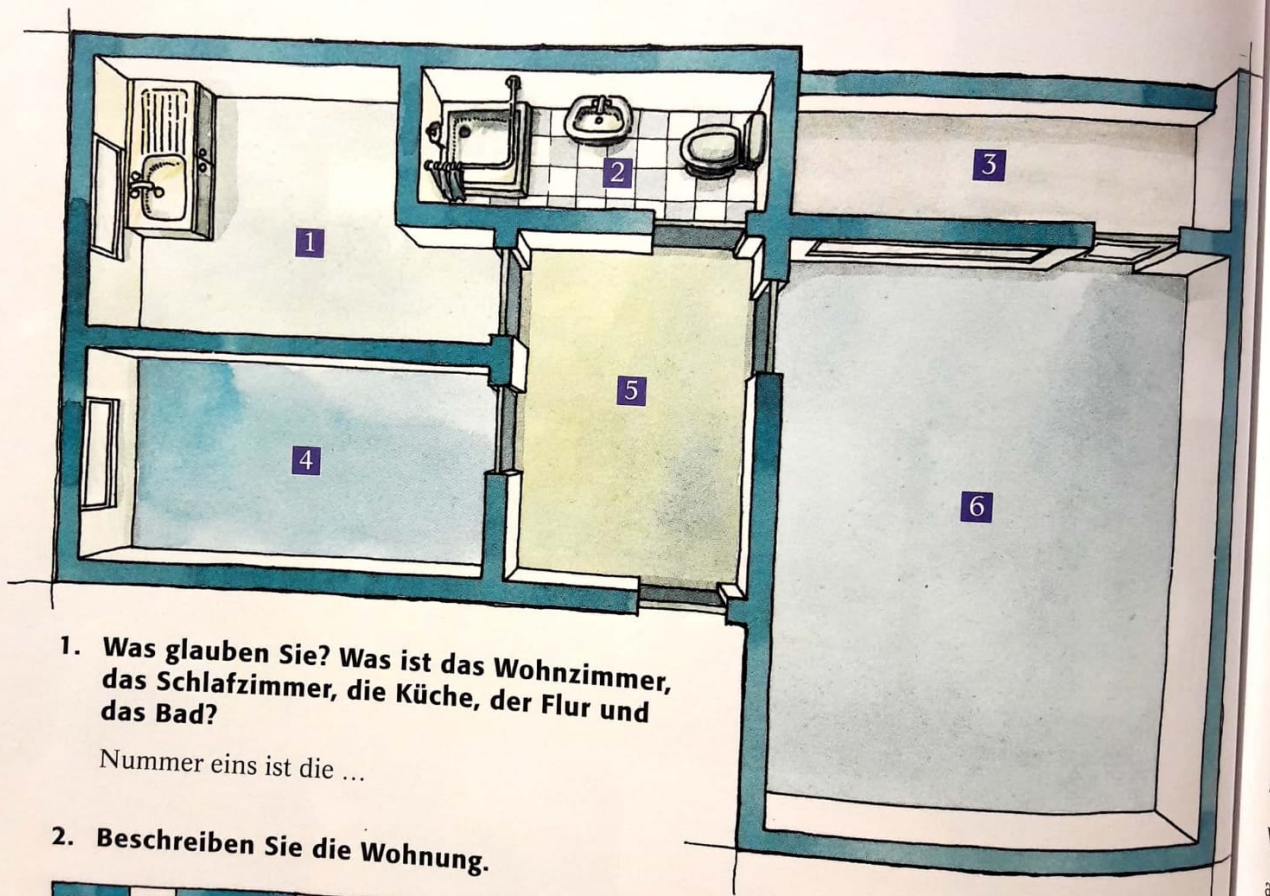 1
2
3
4
5
6
1. Was glauben Sie? Was ist das Wohnzimmer,
das Schlafzimmer, die Küche, der Flur und
das Bad?
Nummer eins ist die ...
2. Beschreiben Sie die Wohnung.